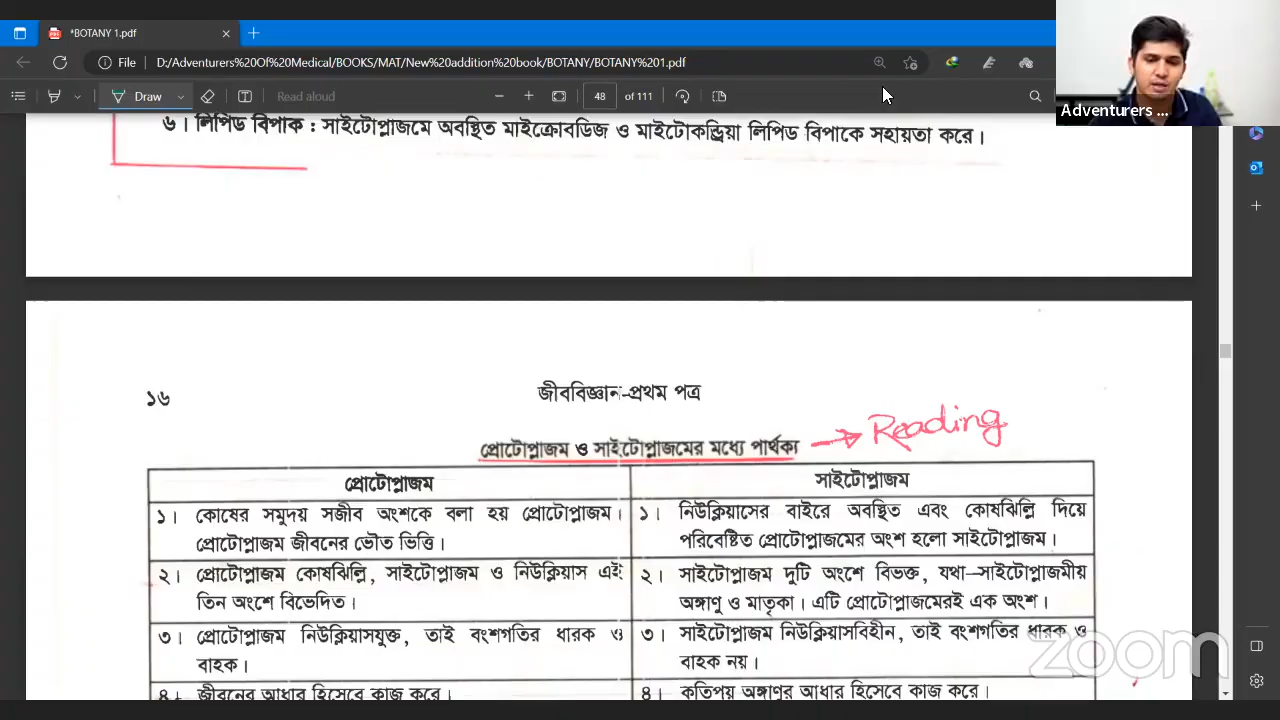 *BOTANY 1.pdf
File D:/Adventurers%20Of%20Medical/BOOKS/MAT/New%20addition%20book/BOTANY/BOTANY%201.pdf
Draw Read aloud 48 of 111
Adventurers ...
৬। লিপিড বিপাক : সাইটোপ্লাজমে অবস্থিত মাইক্রোবডিজ ও মাইটোকন্ড্রিয়া লিপিড বিপাকে সহায়তা করে।
১৬ জীববিজ্ঞান–প্রথম পত্র
প্রোটোপ্লাজম ও সাইটোপ্লাজমের মধ্যে পার্থক্য → Reading
প্রোটোপ্লাজম সাইটোপ্লাজম
১। কোষের সমুদয় সজীব অংশকে বলা হয় প্রোটোপ্লাজম।
প্রোটোপ্লাজম জীবনের ভৌত ভিত্তি।
১। নিউক্লিয়াসের বাইরে অবস্থিত এবং কোষঝিল্লি দিয়ে
পরিবেষ্টিত প্রোটোপ্লাজমের অংশ হলো সাইটোপ্লাজম।
২। প্রোটোপ্লাজম কোষঝিল্লি, সাইটোপ্লাজম ও নিউক্লিয়াস এই
তিন অংশে বিভেদিত।
২। সাইটোপ্লাজম দুটি অংশে বিভক্ত, যথা–সাইটোপ্লাজমীয়
অঙ্গাণু ও মাতৃকা। এটি প্রোটোপ্লাজমেরই এক অংশ।
৩। প্রোটোপ্লাজম নিউক্লিয়াসযুক্ত, তাই বংশগতির ধারক ও
বাহক।
৩। সাইটোপ্লাজম নিউক্লিয়াসবিহীন, তাই বংশগতির ধারক ও
বাহক নয়।
৪। জীবনের আধার হিসেবে কাজ করে।
৪। কতিপয় অঙ্গাণুর আধার হিসেবে কাজ করে।
zoom